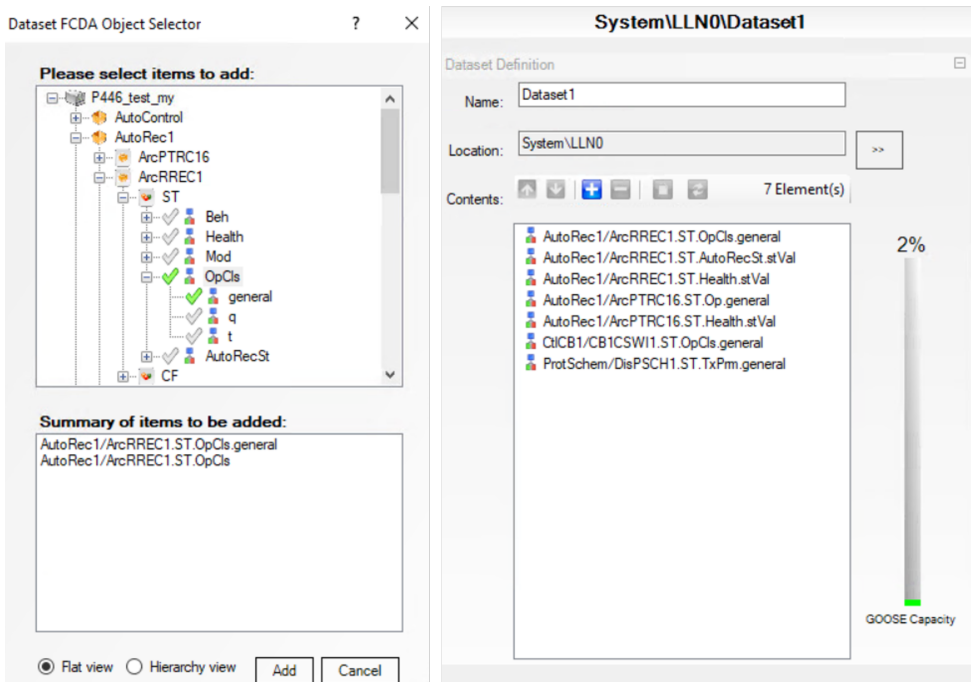 Dataset FCDA Object Selector
?
Please select items to add:
P446_test_my
AutoControl
AutoRec1
ArcPTRC16
ArcRREC1
ST
Beh
Health
Mod
OpCls
general
q
t
AutoRecSt
CF
Summary of items to be added:
AutoRec1/ArcRREC1.ST.OpCls.general
AutoRec1/ArcRREC1.ST.OpCls
Flat view
Hierarchy view
Add
Cancel
System\LLN0\Dataset1
Dataset Definition
Name:
Dataset1
Location:
System\LLN0
>>
Contents:
7 Element(s)
AutoRec1/ArcRREC1.ST.OpCls.general
AutoRec1/ArcRREC1.ST.AutoRecSt.stVal
AutoRec1/ArcRREC1.ST.Health.stVal
AutoRec1/ArcPTRC16.ST.Op.general
AutoRec1/ArcPTRC16.ST.Health.stVal
CtlCB1/CB1CSWI1.ST.OpCls.general
ProtSchem/DisPSCH1.ST.TxPrm.general
2%
GOOSE Capacity